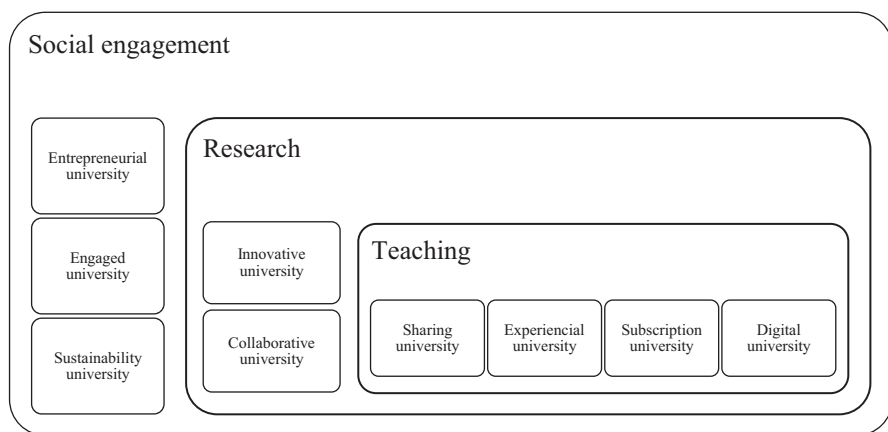 Social engagement
Entrepreneurial
university
Engaged
university
Sustainability
university
Research
Innovative
university
Collaborative
university
Teaching
Sharing
university
Experiencial
university
Subscription
university
Digital
university